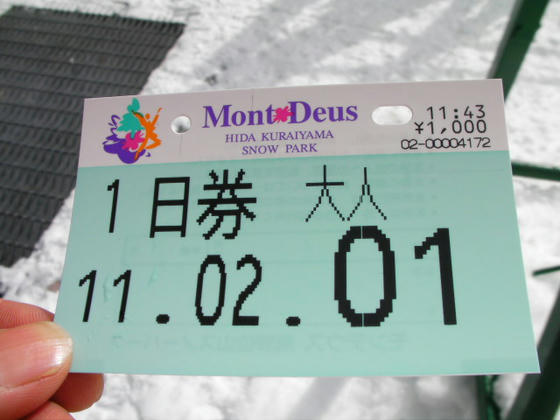 Mont Deus
HIDA KURAIYAMA
SNOW PARK
11:43
¥1,000
02-00004172
1日券 大人
11.02.01